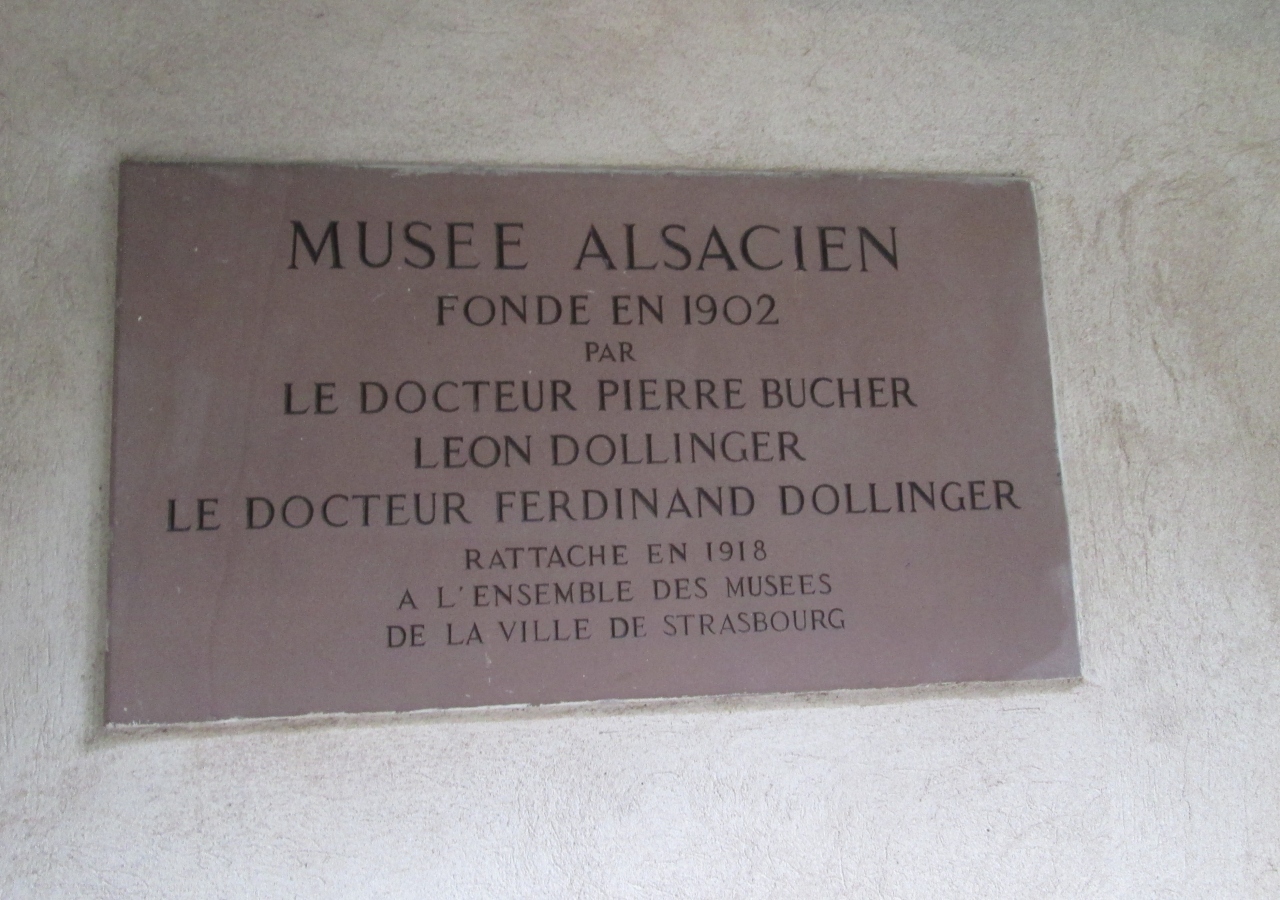 MUSEE ALSACIEN
FONDE EN 1902
PAR
LE DOCTEUR PIERRE BUCHER
LEON DOLLINGER
LE DOCTEUR FERDINAND DOLLINGER
RATTACHE EN 1918
A L'ENSEMBLE DES MUSEES
DE LA VILLE DE STRASBOURG